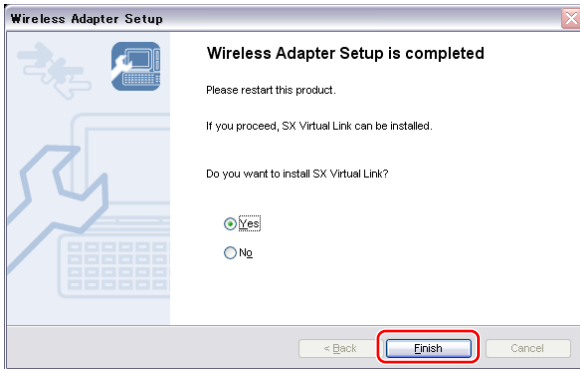 Wireless Adapter Setup
Wireless Adapter Setup is completed
Please restart this product.
If you proceed, SX Virtual Link can be installed.
Do you want to install SX Virtual Link?
Yes
No
< Back
Finish
Cancel